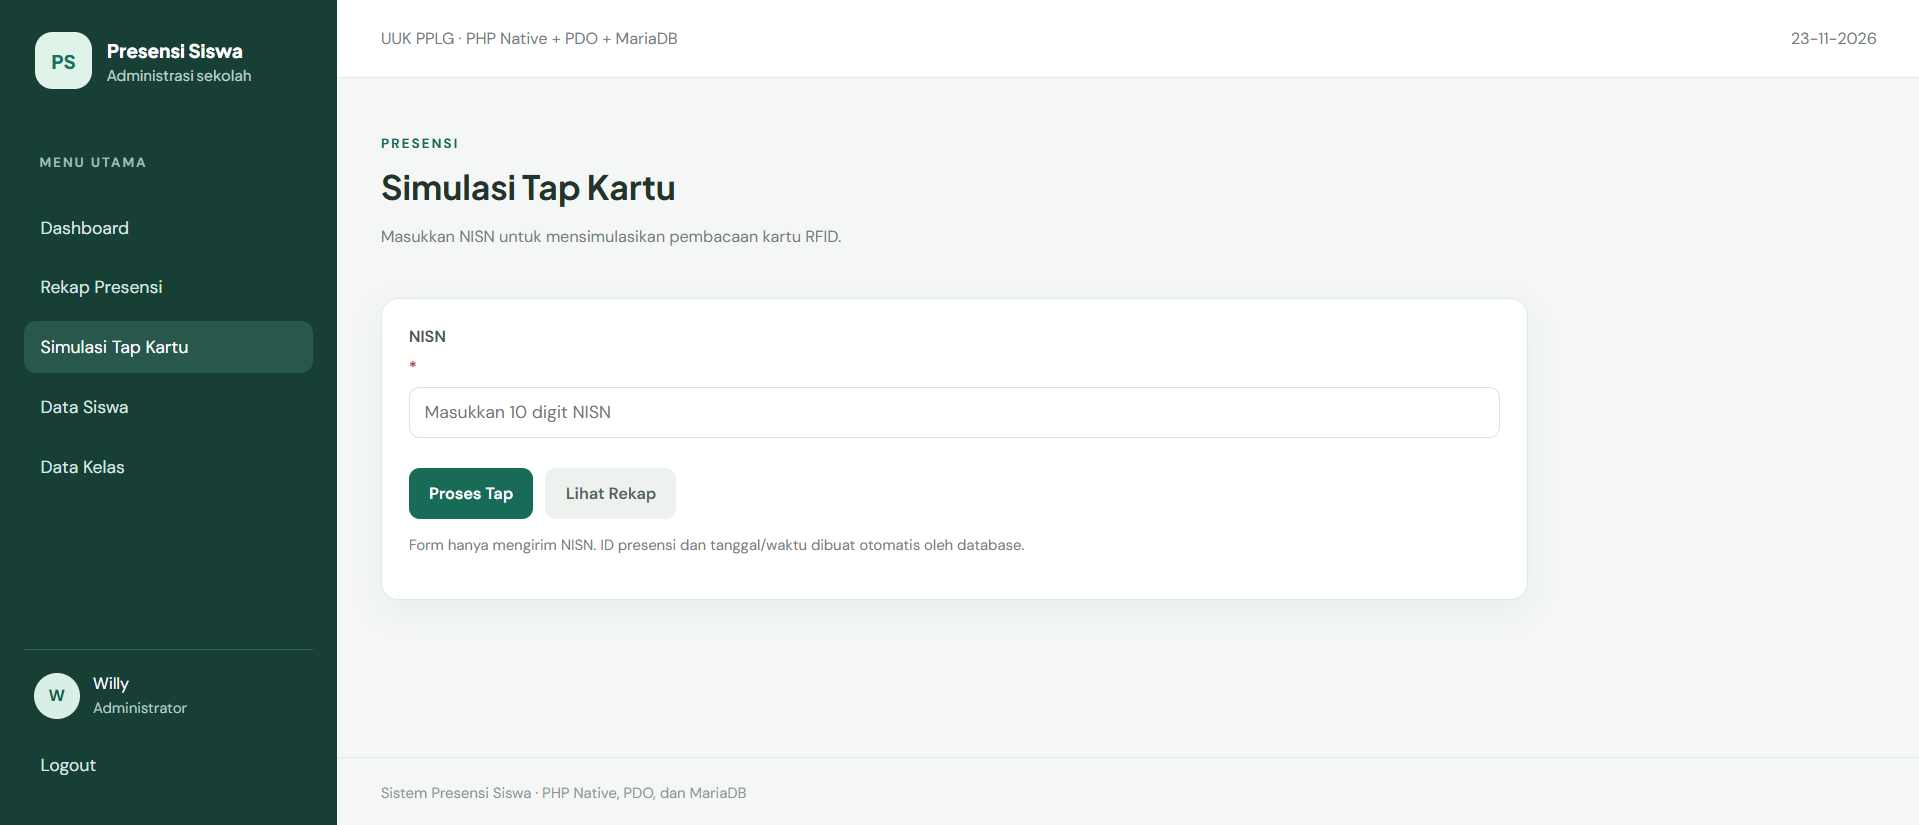 PS
Presensi Siswa
Administrasi sekolah
MENU UTAMA
Dashboard
Rekap Presensi
Simulasi Tap Kartu
Data Siswa
Data Kelas
W
Willy
Administrator
Logout
UUK PPLG · PHP Native + PDO + MariaDB
23-11-2026
PRESENSI
Simulasi Tap Kartu
Masukkan NISN untuk mensimulasikan pembacaan kartu RFID.
NISN
*
Masukkan 10 digit NISN
Proses Tap
Lihat Rekap
Form hanya mengirim NISN. ID presensi dan tanggal/waktu dibuat otomatis oleh database.
Sistem Presensi Siswa · PHP Native, PDO, dan MariaDB